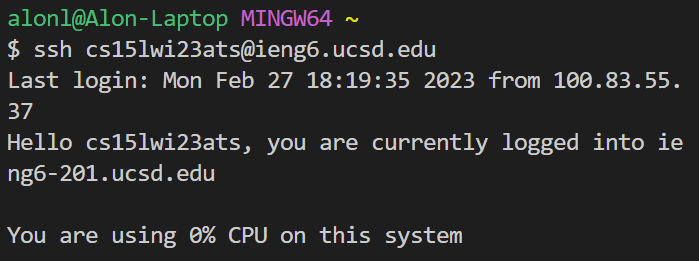 alonl@Alon-Laptop MINGW64 ~
$ ssh cs15lwi23ats@ieng6.ucsd.edu
Last login: Mon Feb 27 18:19:35 2023 from 100.83.55.
37
Hello cs15lwi23ats, you are currently logged into ie
ng6-201.ucsd.edu
You are using 0% CPU on this system